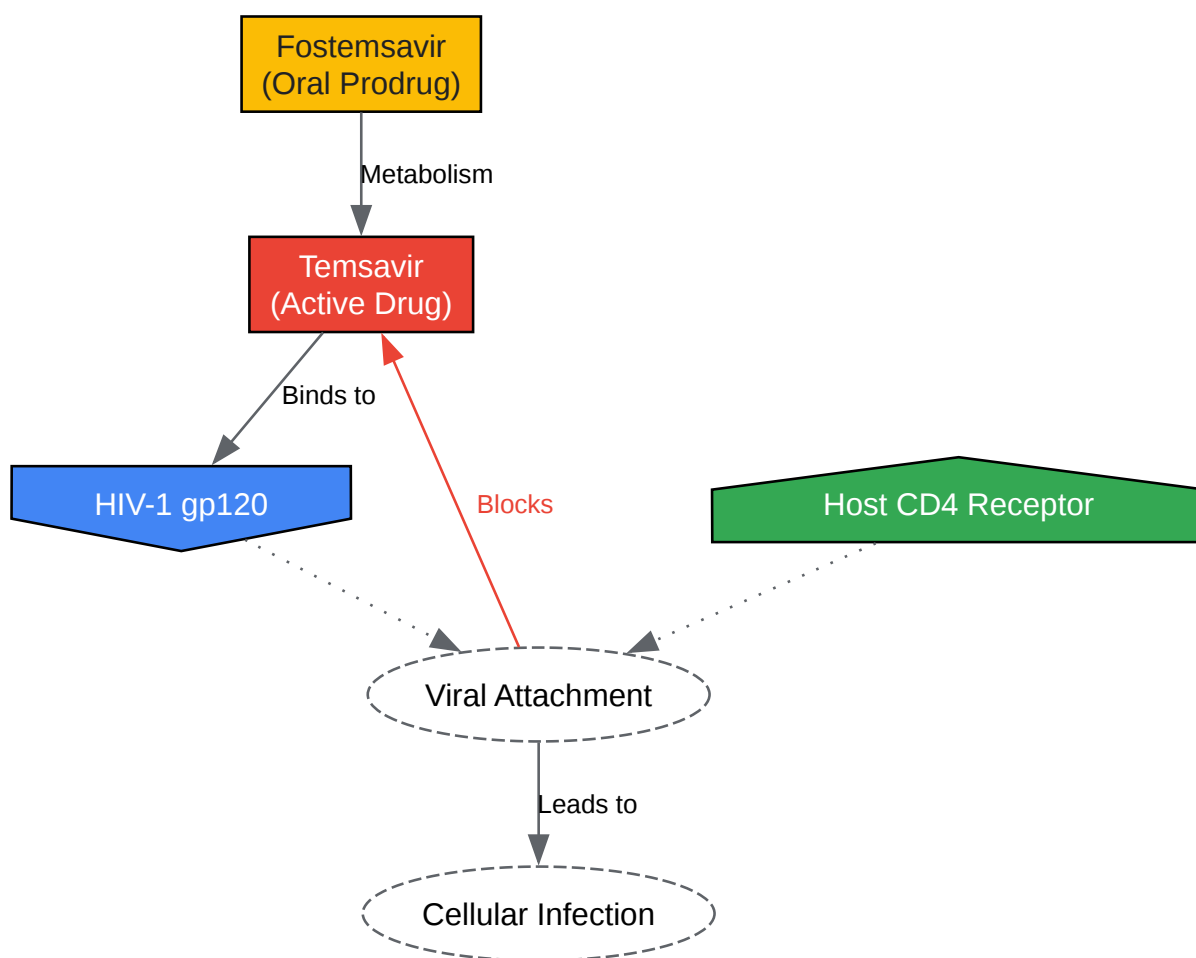 Fostemsavir
(Oral Prodrug)
Metabolism
Temsavir
(Active Drug)
Binds to
HIV-1 gp120
Blocks
Host CD4 Receptor
Viral Attachment
Leads to
Cellular Infection